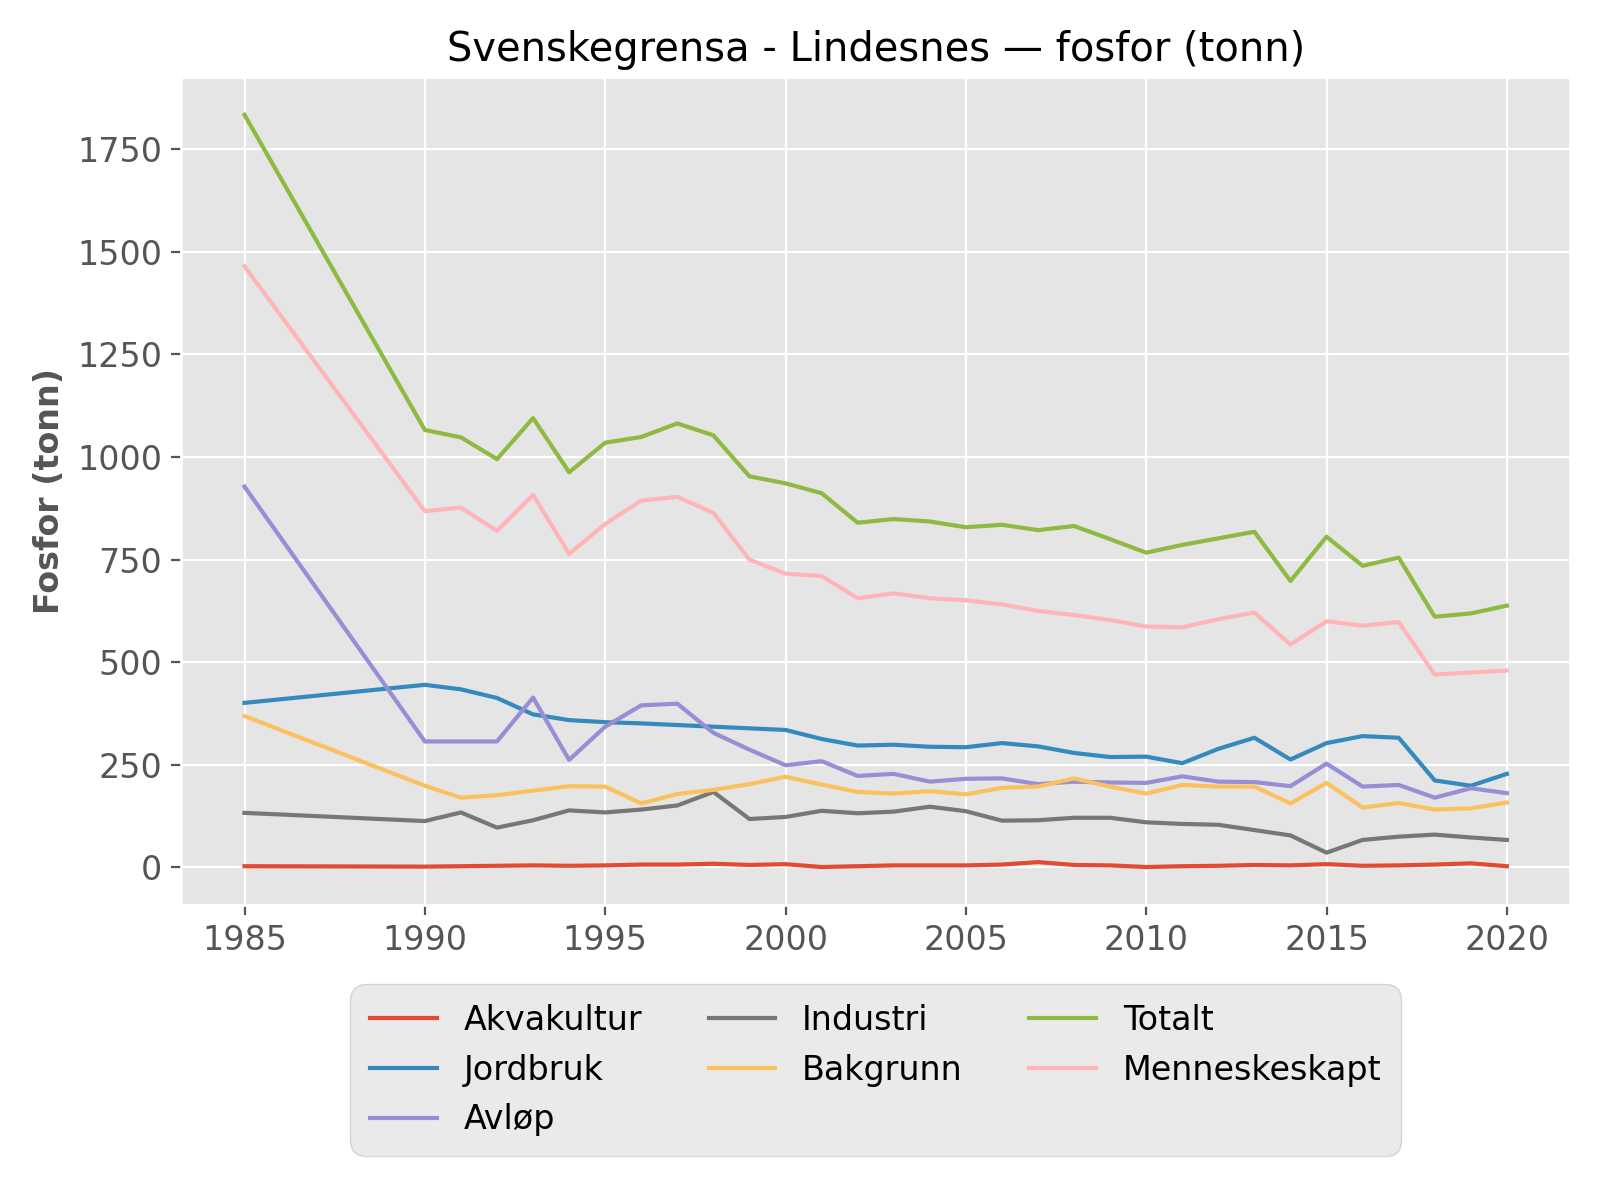 Svenskegrensa - Lindesnes — fosfor (tonn)
Fosfor (tonn)
1750
1500
1250
1000
750
500
250
0
1985 1990 1995 2000 2005 2010 2015 2020
Akvakultur Industri Totalt
Jordbruk Bakgrunn Menneskeskapt
Avløp